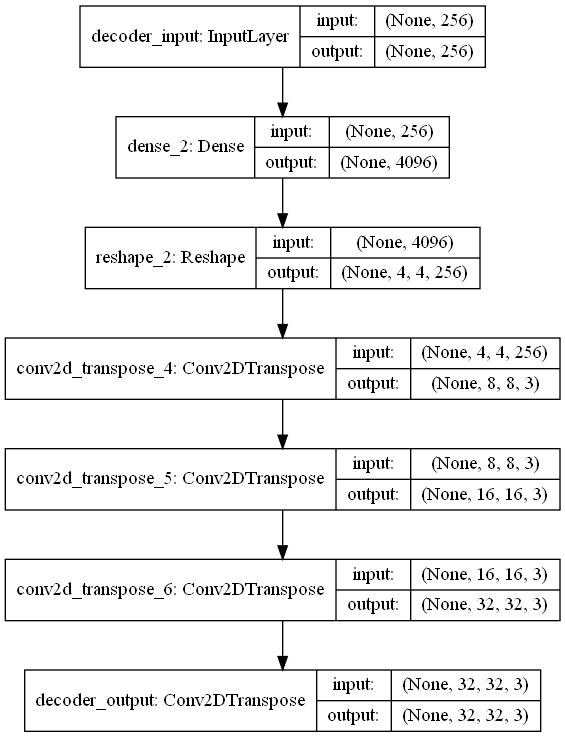 decoder_input: InputLayer
input: (None, 256)
output: (None, 256)
dense_2: Dense
input: (None, 256)
output: (None, 4096)
reshape_2: Reshape
input: (None, 4096)
output: (None, 4, 4, 256)
conv2d_transpose_4: Conv2DTranspose
input: (None, 4, 4, 256)
output: (None, 8, 8, 3)
conv2d_transpose_5: Conv2DTranspose
input: (None, 8, 8, 3)
output: (None, 16, 16, 3)
conv2d_transpose_6: Conv2DTranspose
input: (None, 16, 16, 3)
output: (None, 32, 32, 3)
decoder_output: Conv2DTranspose
input: (None, 32, 32, 3)
output: (None, 32, 32, 3)